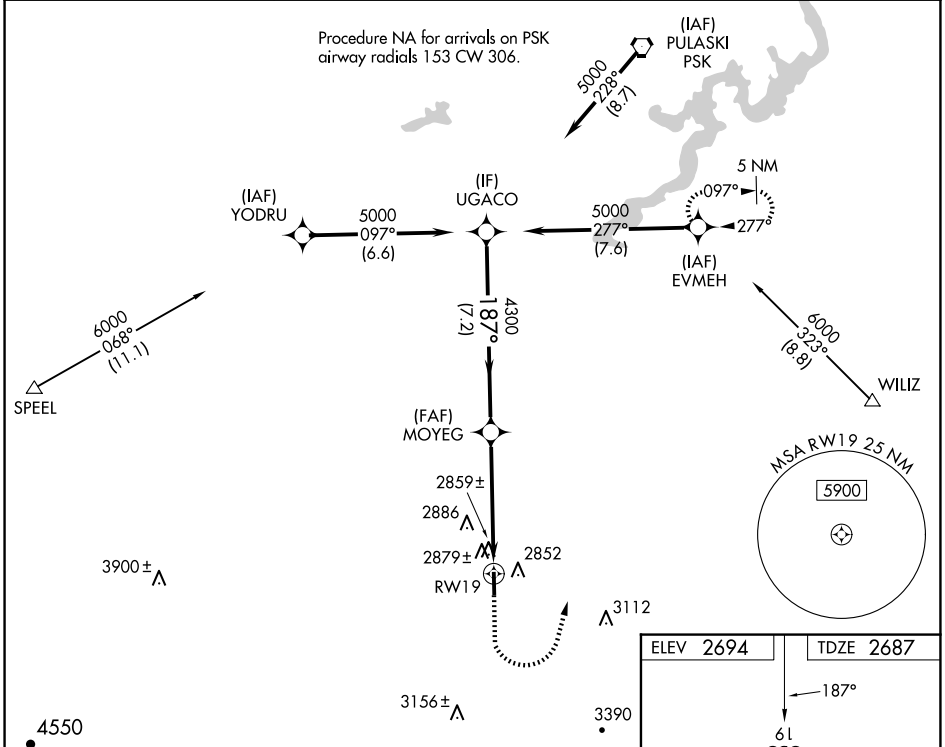 Procedure NA for arrivals on PSK
airway radials 153 CW 306.
(IAF)
PULASKI
PSK
5000
228°
(8.7)
5 NM
097°
277°
(IAF)
YODRU
5000
097°
(6.6)
(IF)
UGACO
5000
277°
(7.6)
(IAF)
EVMEH
4300
187°
(7.2)
6000
068°
(11.1)
SPEEL
6000
323°
(8.8)
WILIZ
(FAF)
MOYEG
MSA RW19 25 NM
5900
2859±
2886
2879±
2852
RW19
3900±
3112
3156±
3390
4550
ELEV 2694
TDZE 2687
187°
19